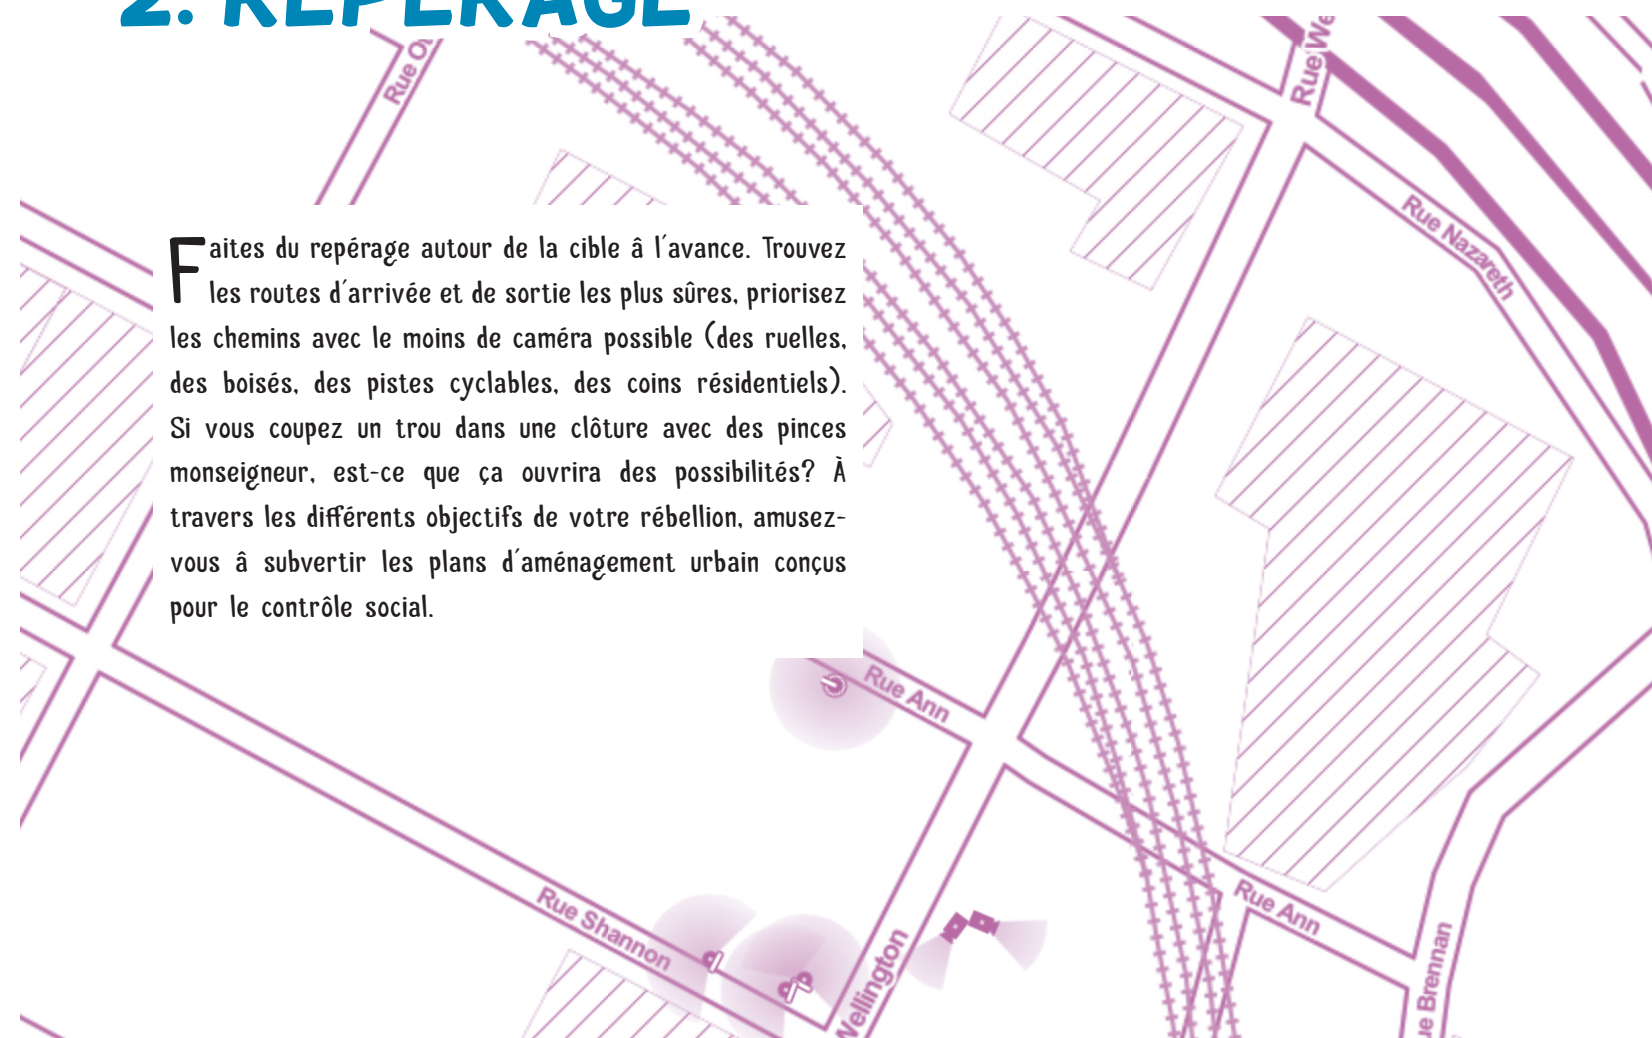 2. REPÉRAGE
Rue
Faites du repérage autour de la cible â l'avance. Trouvez
les routes d'arrivée et de sortie les plus sûres, priorisez
les chemins avec le moins de caméra possible (des ruelles,
des boisés, des pistes cyclables, des coins résidentiels).
Si vous coupez un trou dans une clôture avec des pinces
monseigneur, est-ce que ça ouvrira des possibilités? À
travers les différents objectifs de votre rébellion, amusez-
vous â subvertir les plans d'aménagement urbain conçus
pour le contrôle social.
Rue We
Rue Nazareth
Rue Ann
Rue Shannon
Wellington
Rue Ann
ue Brennan